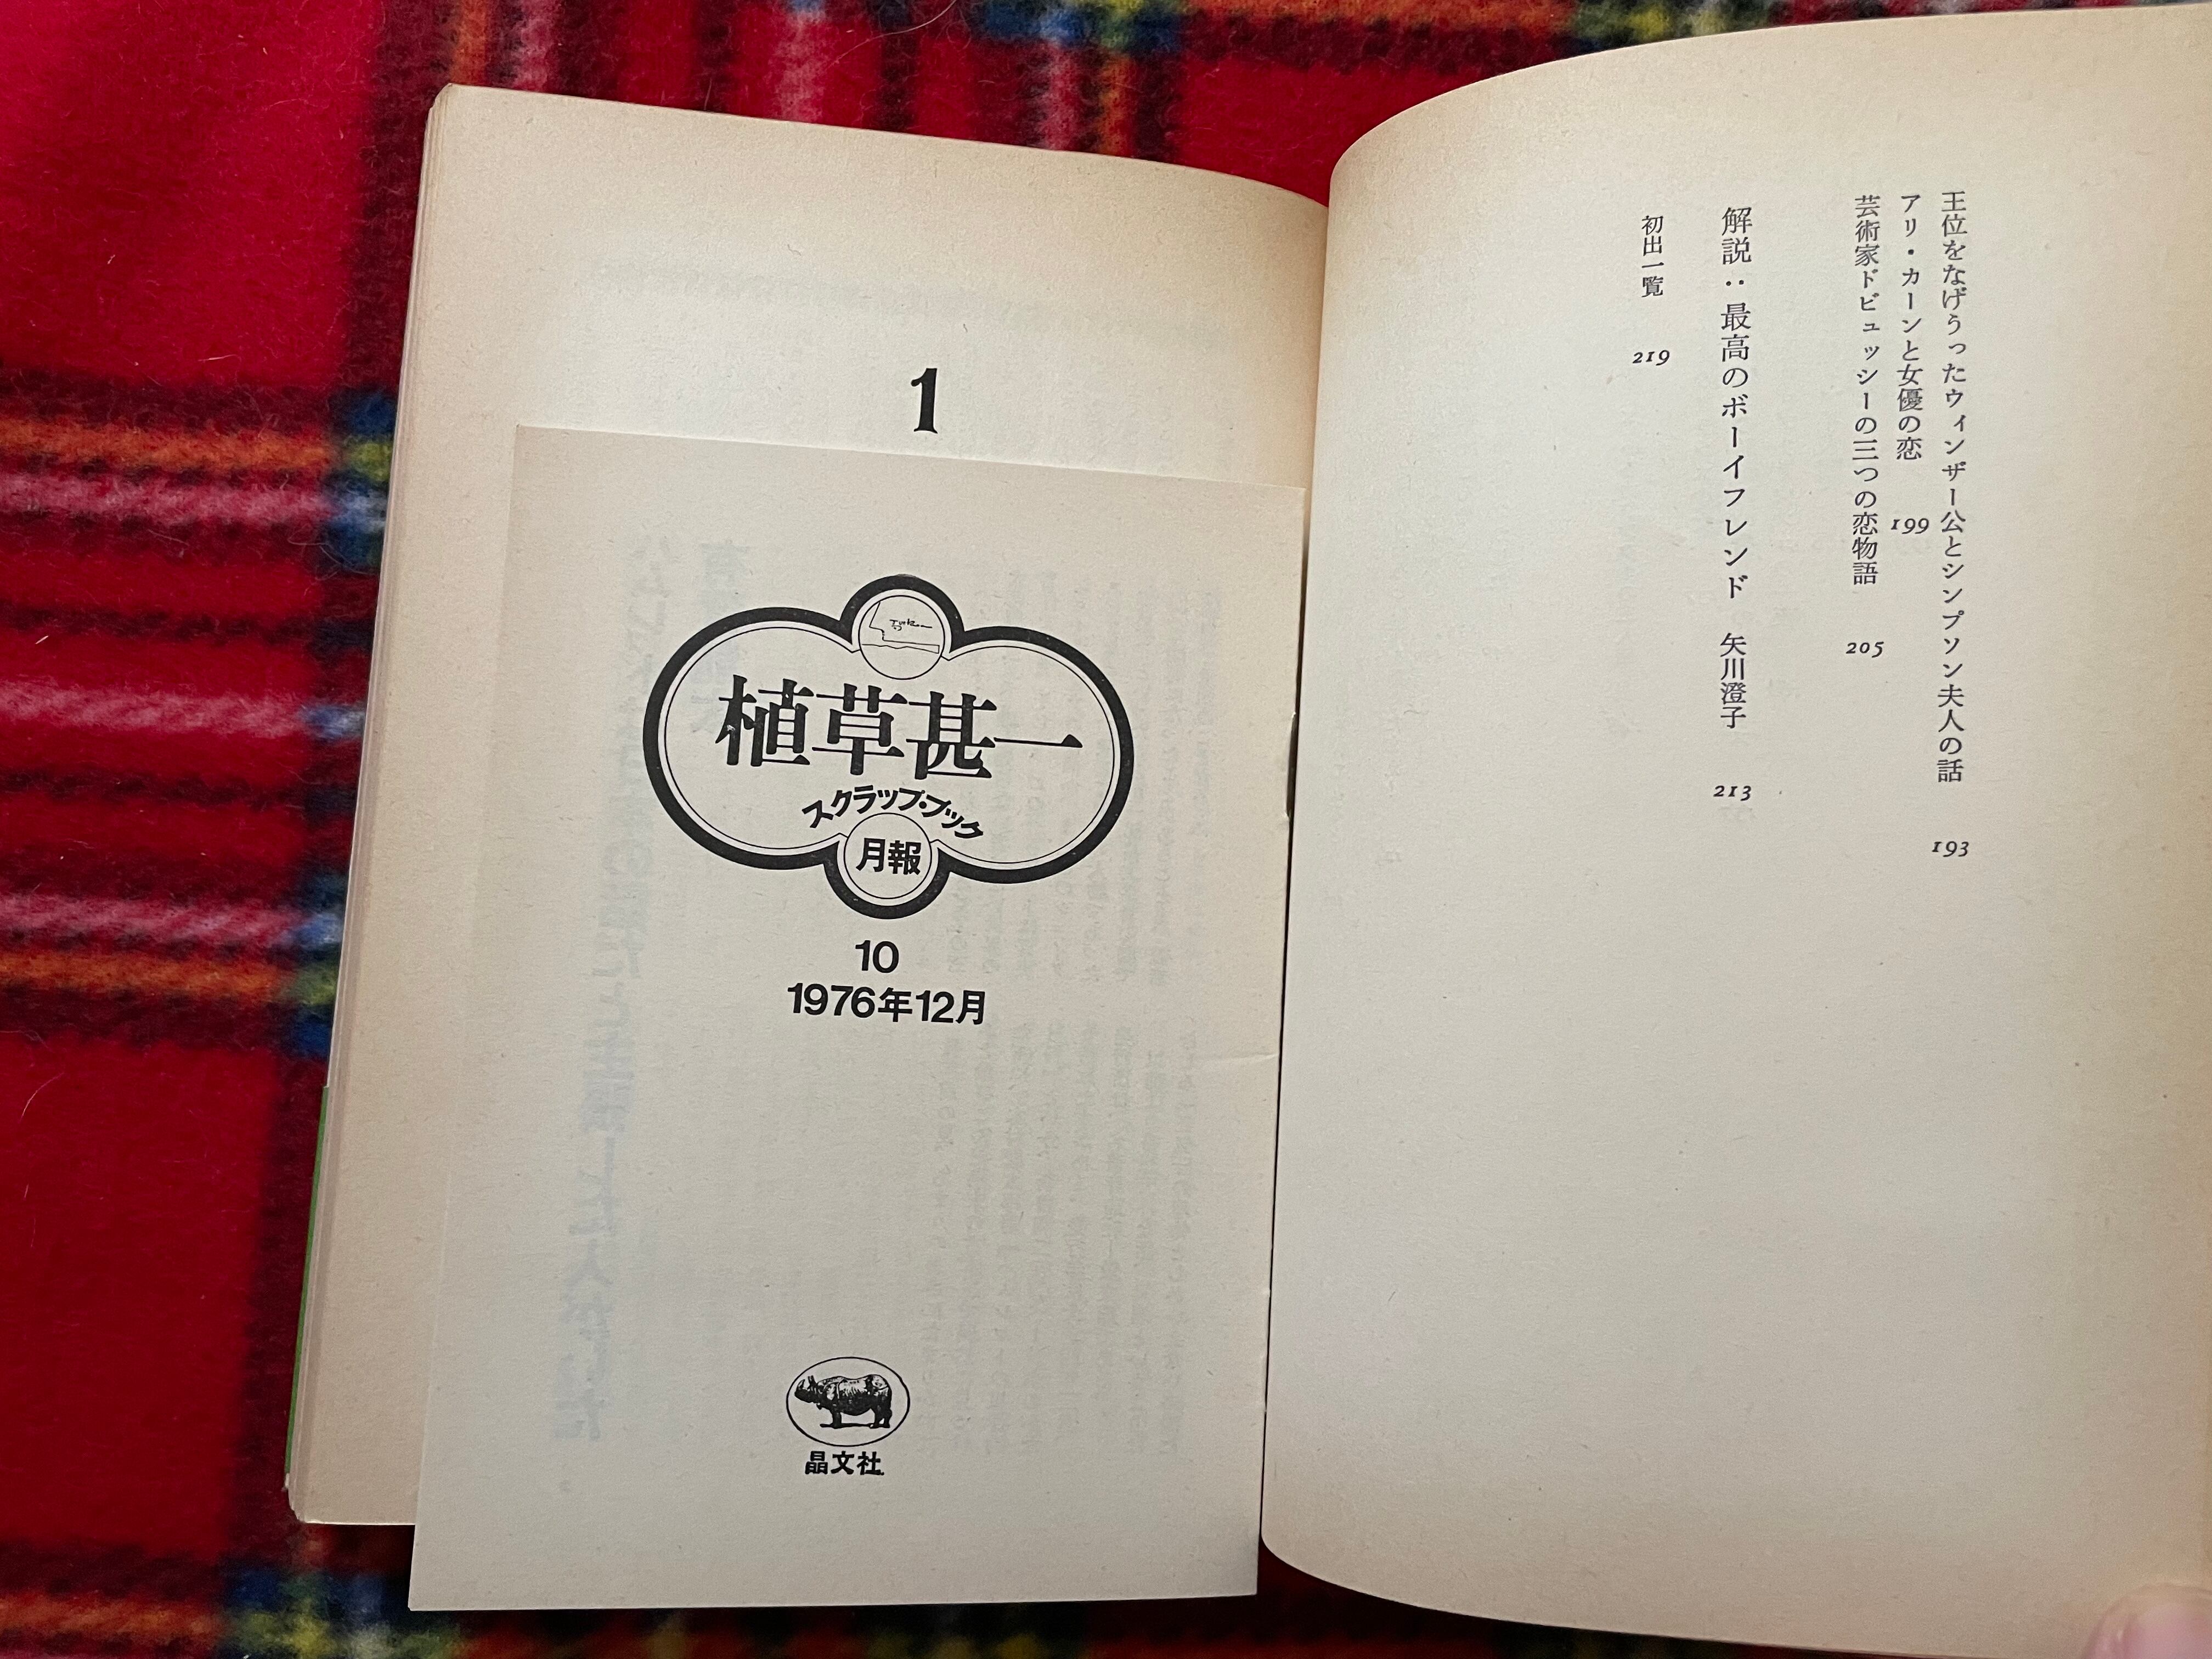 王位をなげうったウィンザー公とシンプソン夫人の話 193
アリ・カーンと女優の恋 199
芸術家ドビュッシーの三つの恋物語 205
解説：最高のボーイフレンド 矢川澄子 213
初出一覧 219
1
植草甚一
スクラップ・ブック
月報
10
1976年12月
晶文社